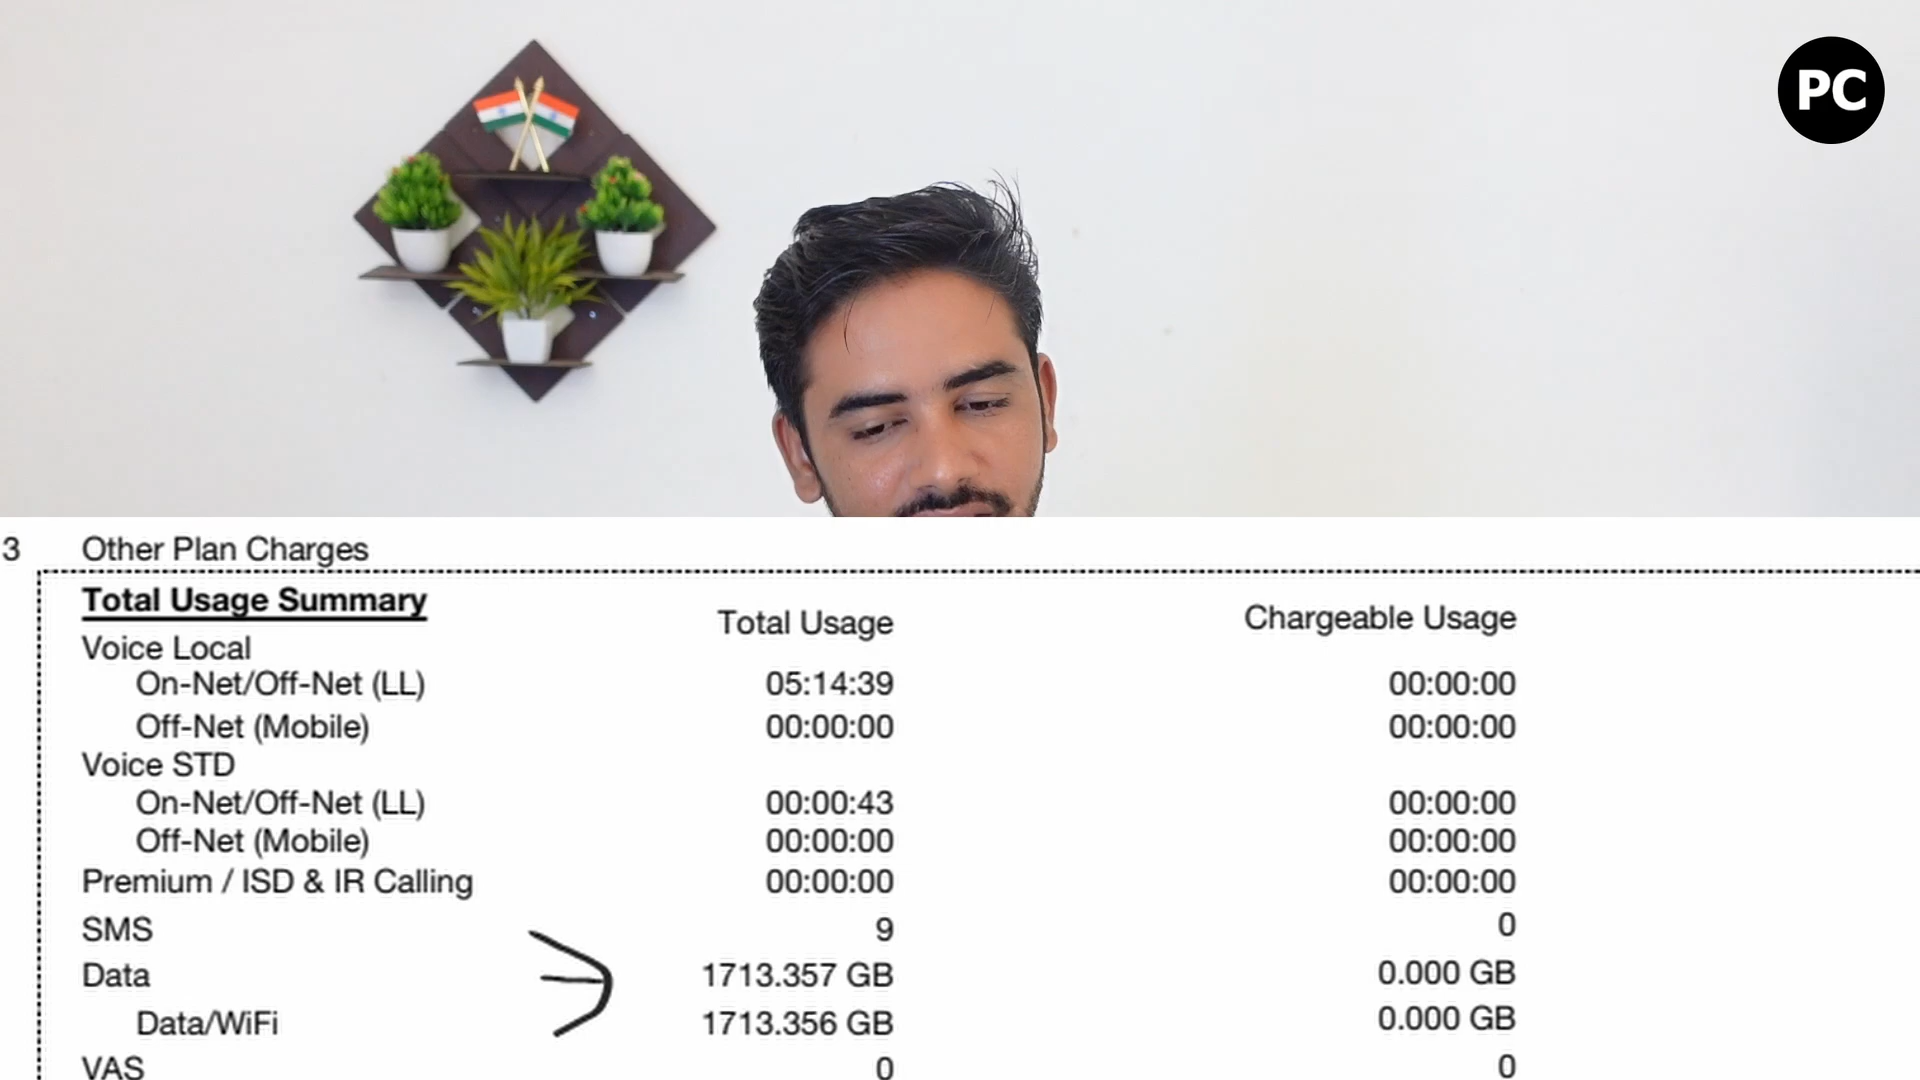 PC
3 Other Plan Charges
Total Usage Summary
Total Usage Chargeable Usage
Voice Local
On-Net/Off-Net (LL) 05:14:39 00:00:00
Off-Net (Mobile) 00:00:00 00:00:00
Voice STD
On-Net/Off-Net (LL) 00:00:43 00:00:00
Off-Net (Mobile) 00:00:00 00:00:00
Premium / ISD & IR Calling 00:00:00 00:00:00
SMS 9 0
Data 1713.357 GB 0.000 GB
Data/WiFi 1713.356 GB 0.000 GB
VAS 0 0